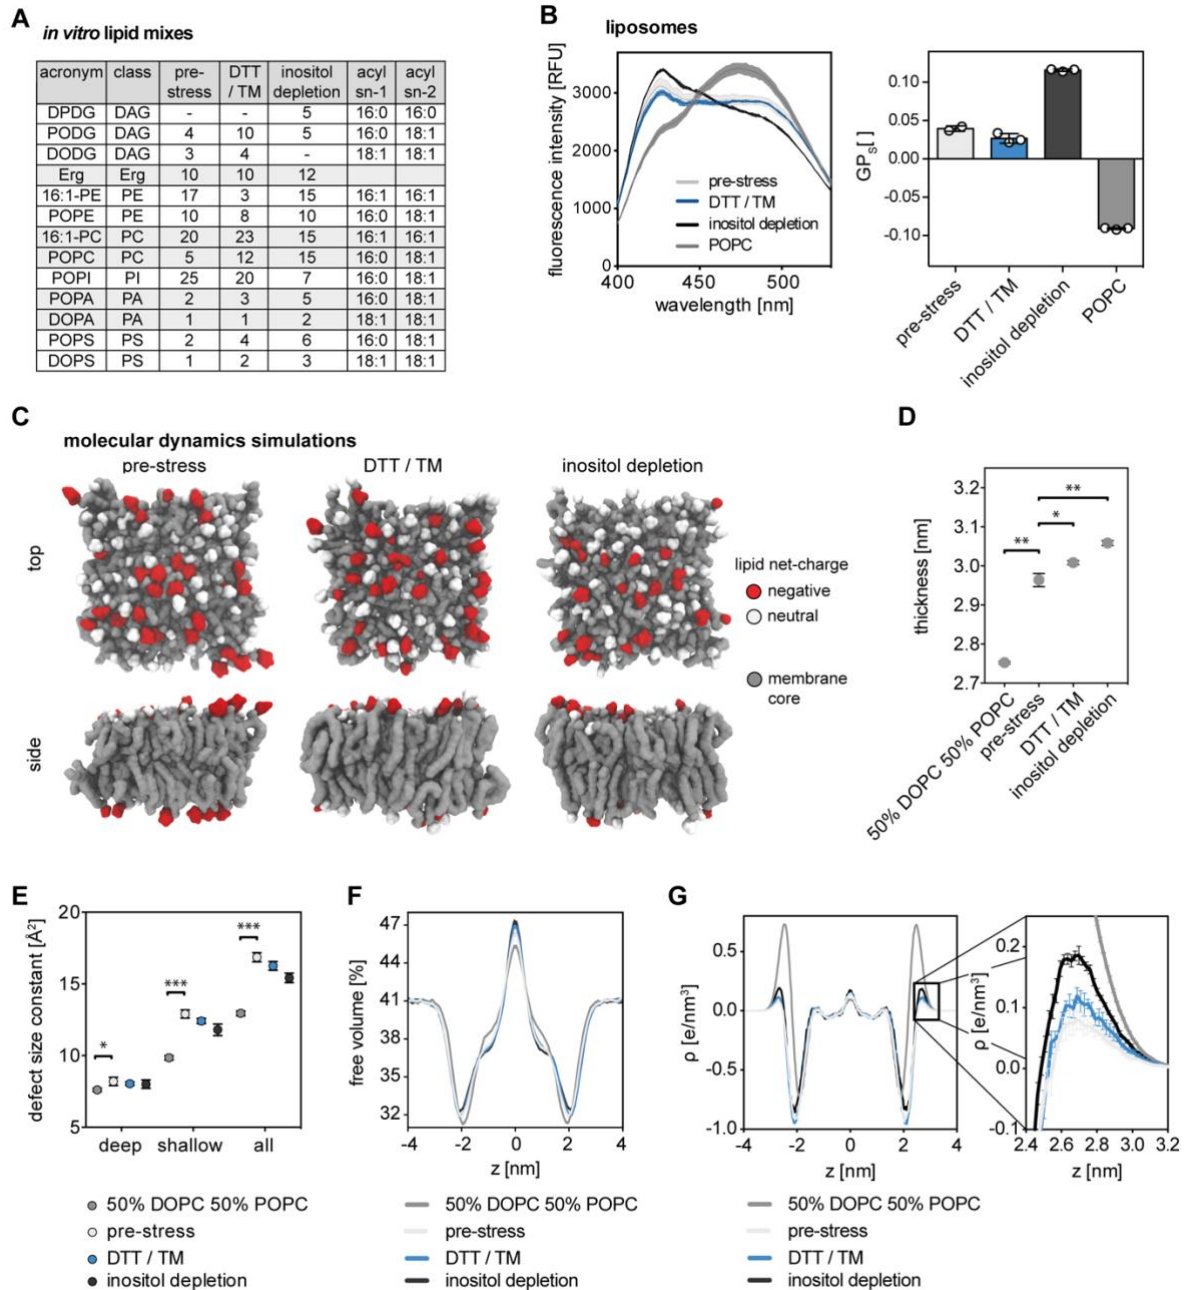 A
in vitro lipid mixes
acronym class pre-stress DTT / TM inositol depletion acyl sn-1 acyl sn-2
DPDG DAG - - 5 16:0 16:0
PODG DAG 4 10 5 16:0 18:1
DODG DAG 3 4 - 18:1 18:1
Erg Erg 10 10 12
16:1-PE PE 17 3 15 16:1 16:1
POPE PE 10 8 10 16:0 18:1
16:1-PC PC 20 23 15 16:1 16:1
POPC PC 5 12 15 16:0 18:1
POPI PI 25 20 7 16:0 18:1
POPA PA 2 3 5 16:0 18:1
DOPA PA 1 1 2 18:1 18:1
POPS PS 2 4 6 16:0 18:1
DOPS PS 1 2 3 18:1 18:1
B
liposomes
fluorescence intensity [RFU]
3000
2000
1000
0
400 450 500
wavelength [nm]
pre-stress
DTT / TM
inositol depletion
POPC
GPS[ ]
0.10
0.05
0.00
-0.05
-0.10
pre-stress
DTT / TM
inositol depletion
POPC
C
molecular dynamics simulations
pre-stress DTT / TM inositol depletion
top
side
lipid net-charge
negative
neutral
membrane
core
D
thickness [nm]
3.2
3.1
3.0
2.9
2.8
2.7
**
*
**
50% DOPC 50% POPC
pre-stress
DTT / TM
inositol depletion
E
defect size constant [Å²]
20
15
10
5
*
***
***
deep shallow all
50% DOPC 50% POPC
pre-stress
DTT / TM
inositol depletion
F
free volume [%]
47
44
41
38
35
32
-4 -2 0 2 4
z [nm]
50% DOPC 50% POPC
pre-stress
DTT / TM
inositol depletion
G
ρ [e/nm³]
0.5
0.0
-0.5
-1.0
-4 -2 0 2 4
z [nm]
ρ [e/nm³]
0.2
0.1
0.0
-0.1
2.4 2.6 2.8 3.0 3.2
z [nm]
50% DOPC 50% POPC
pre-stress
DTT / TM
inositol depletion